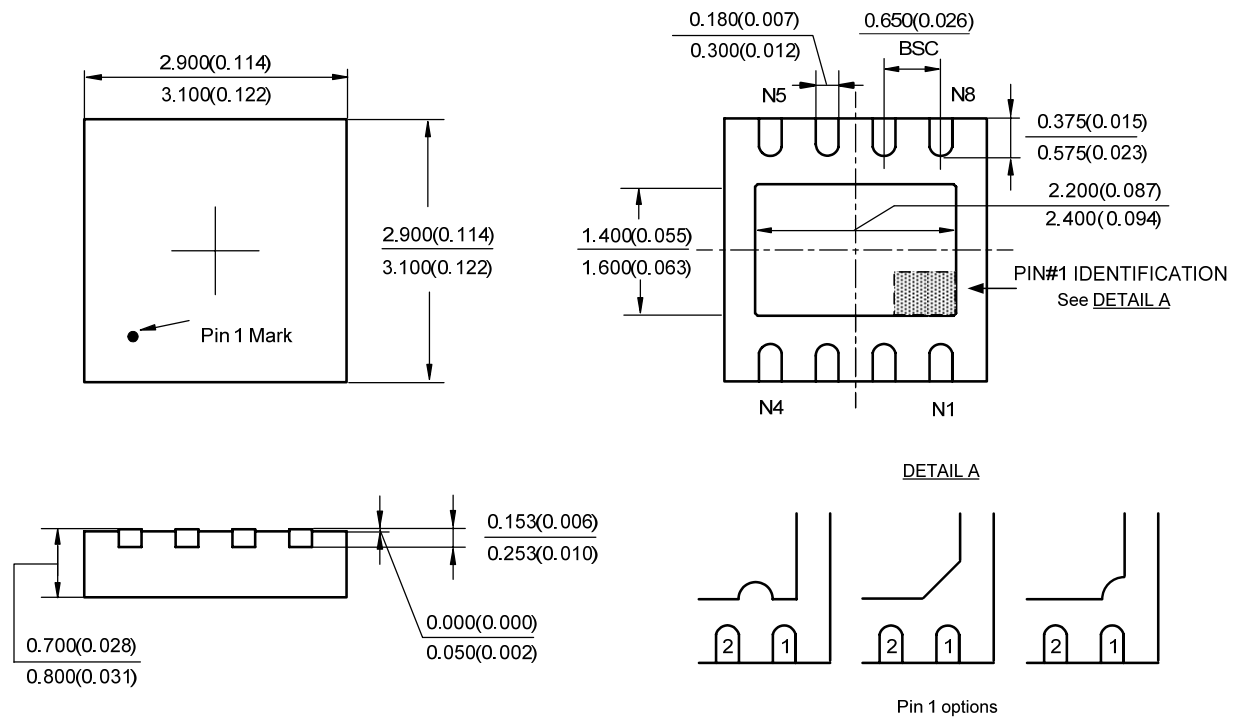 2.900(0.114)
3.100(0.122)
2.900(0.114)
3.100(0.122)
Pin 1 Mark
0.180(0.007)
0.300(0.012)
0.650(0.026)
BSC
N5
N8
0.375(0.015)
0.575(0.023)
2.200(0.087)
2.400(0.094)
1.400(0.055)
1.600(0.063)
PIN#1 IDENTIFICATION
See DETAIL A
N4
N1
0.153(0.006)
0.253(0.010)
0.000(0.000)
0.050(0.002)
0.700(0.028)
0.800(0.031)
DETAIL A
2 1
2 1
2 1
Pin 1 options